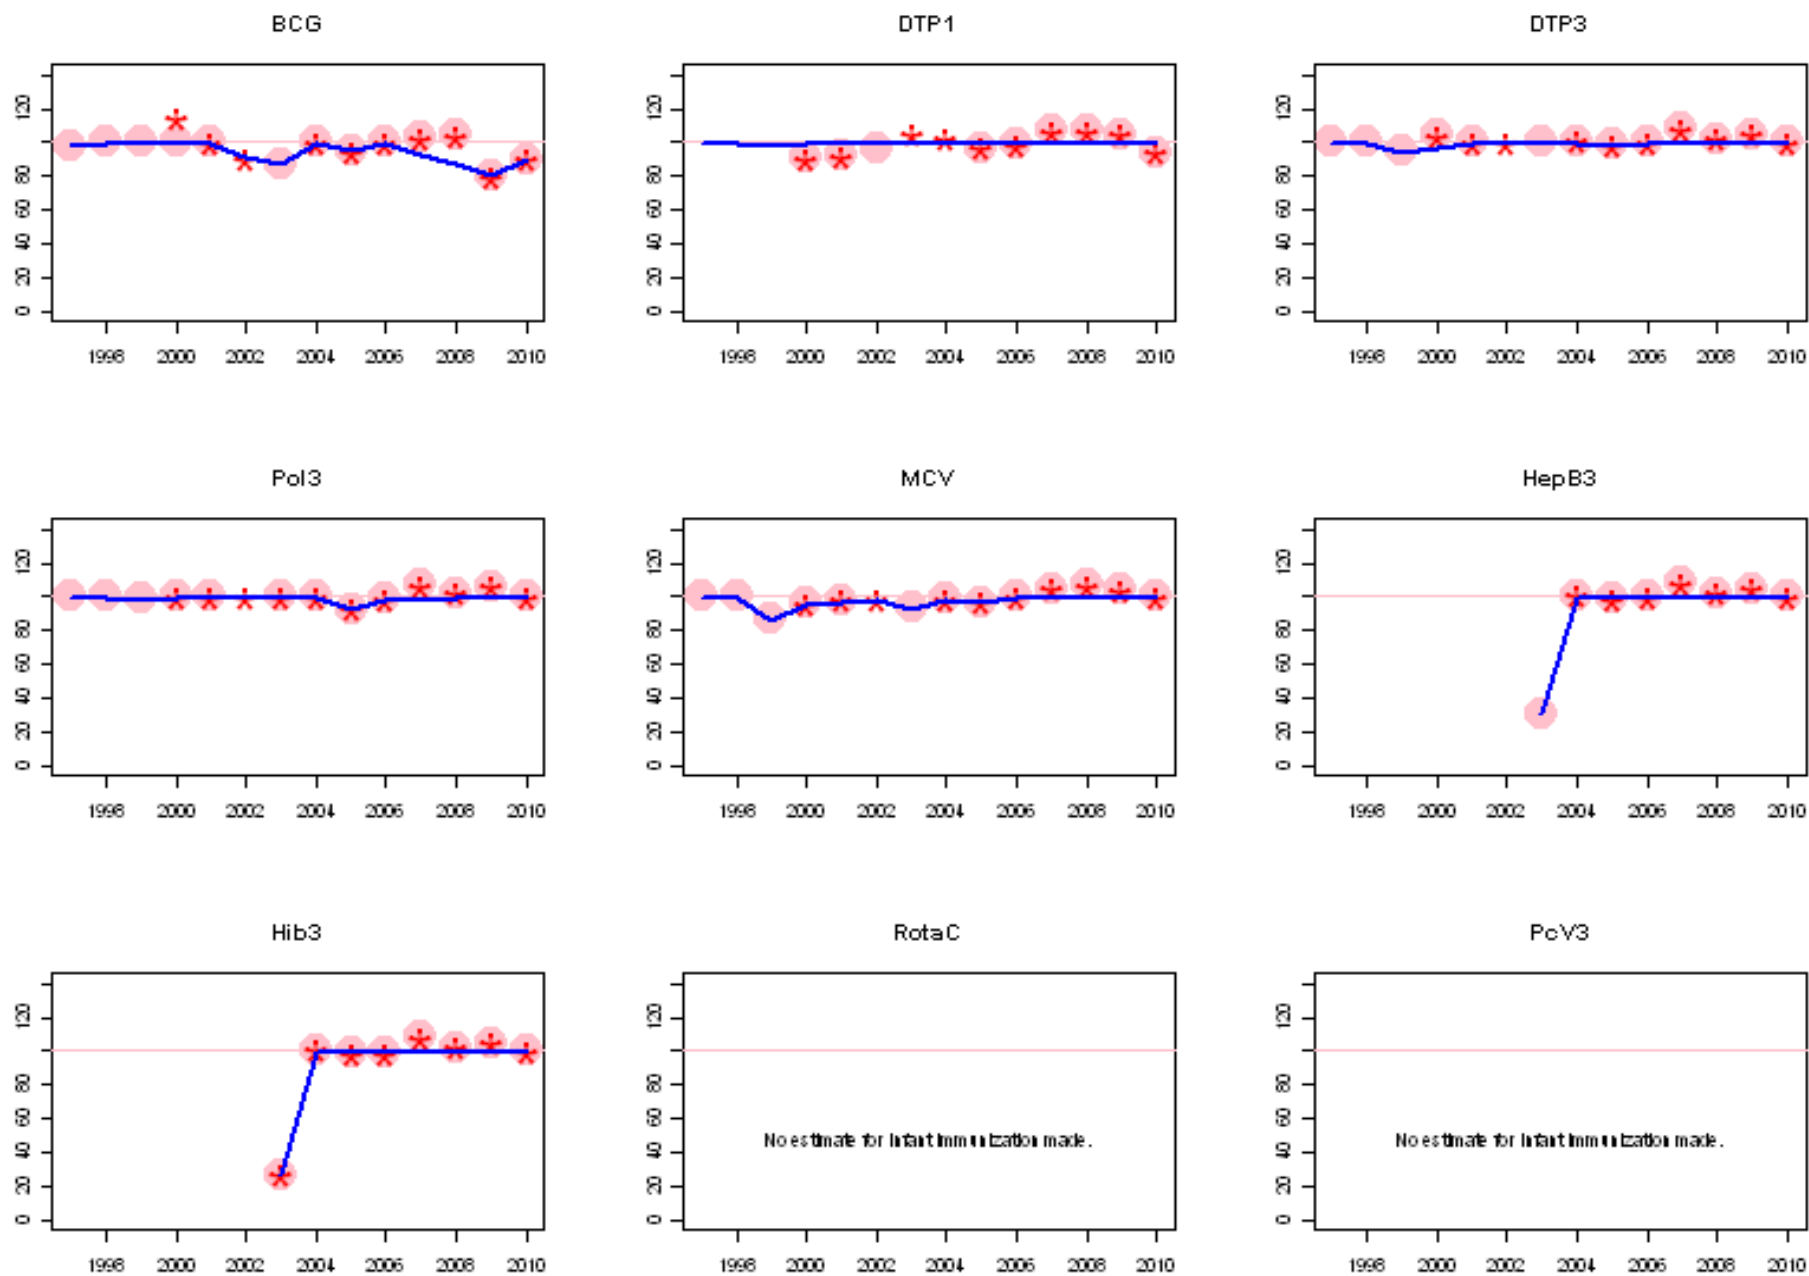 BCG DTP1 DTP3
120 120 120
80 80 80
60 60 60
40 40 40
20 20 20
0 0 0
1998 2000 2002 2004 2006 2008 2010 1998 2000 2002 2004 2006 2008 2010 1998 2000 2002 2004 2006 2008 2010
Pol3 MCV HepB3
120 120 120
80 80 80
60 60 60
40 40 40
20 20 20
0 0 0
1998 2000 2002 2004 2006 2008 2010 1998 2000 2002 2004 2006 2008 2010 1998 2000 2002 2004 2006 2008 2010
Hib3 RotaC PcV3
120 120 120
80 80 80
60 60 60
No estimate for infant immunization made. No estimate for infant immunization made.
40 40 40
20 20 20
0 0 0
1998 2000 2002 2004 2006 2008 2010 1998 2000 2002 2004 2006 2008 2010 1998 2000 2002 2004 2006 2008 2010